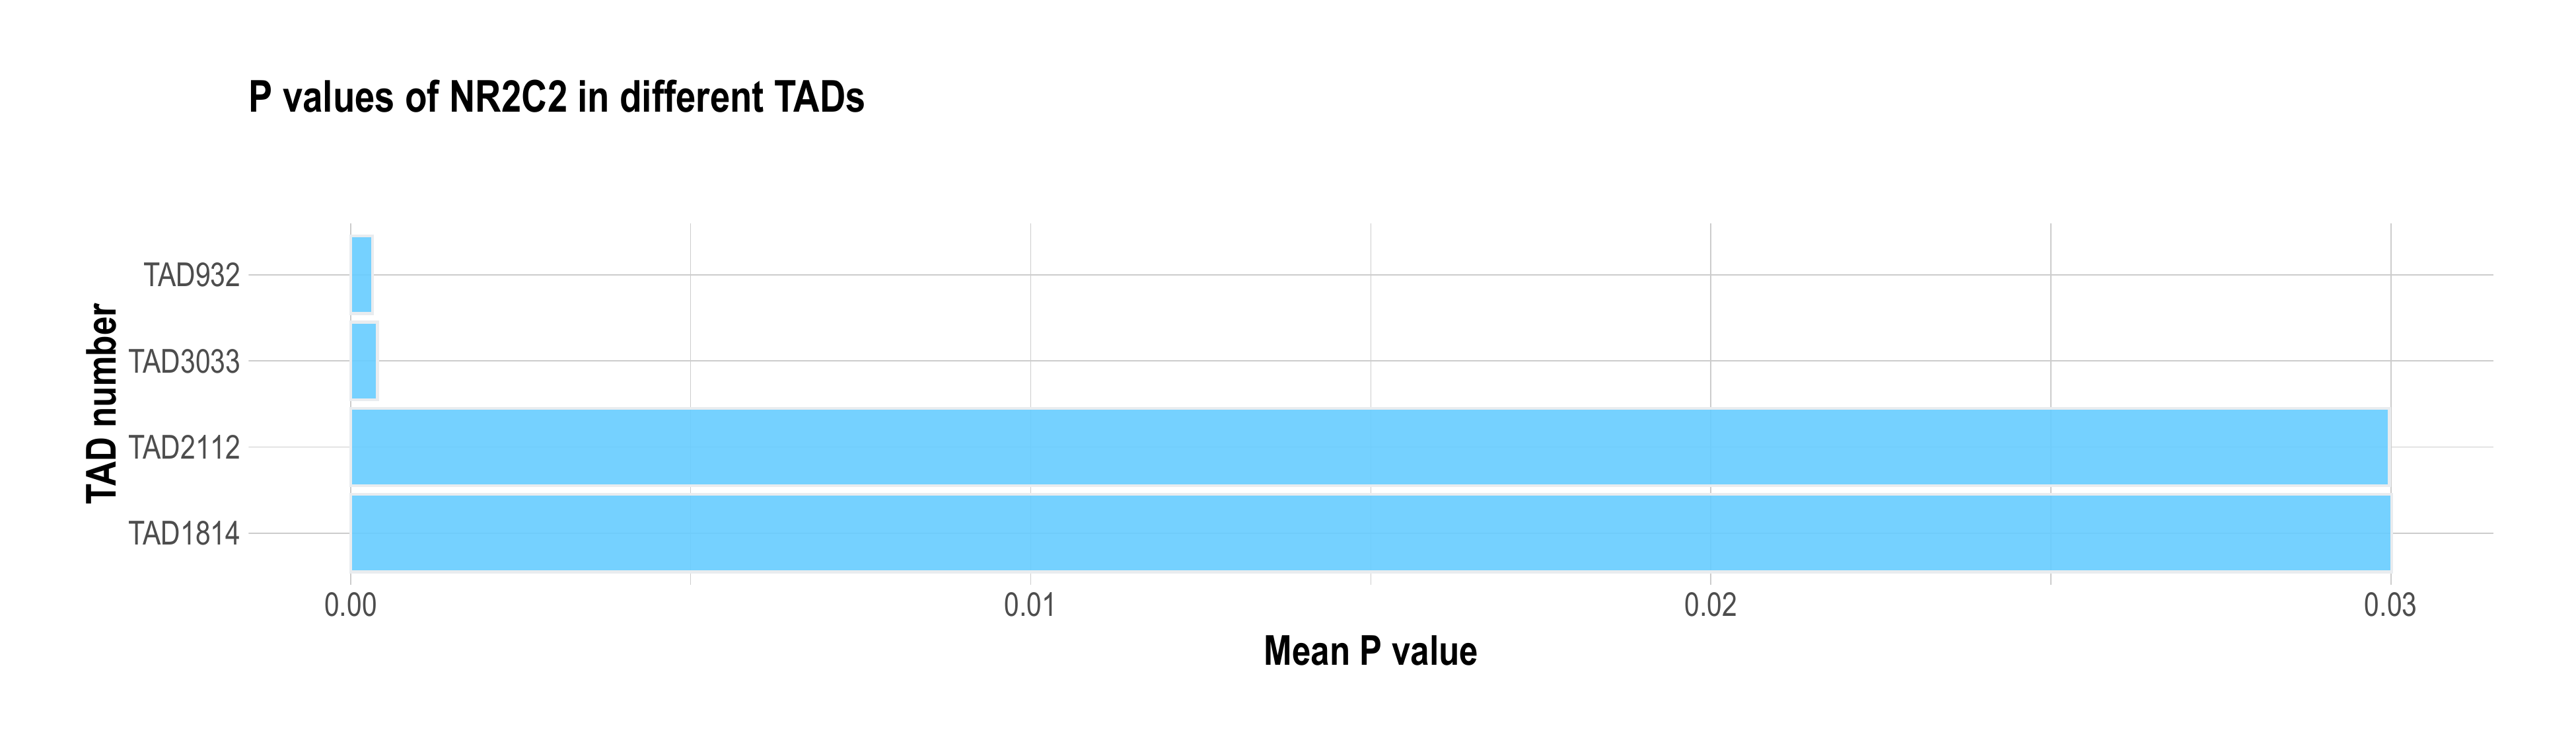 P values of NR2C2 in different TADs
TAD number
TAD932
TAD3033
TAD2112
TAD1814
0.00 0.01 0.02 0.03
Mean P value